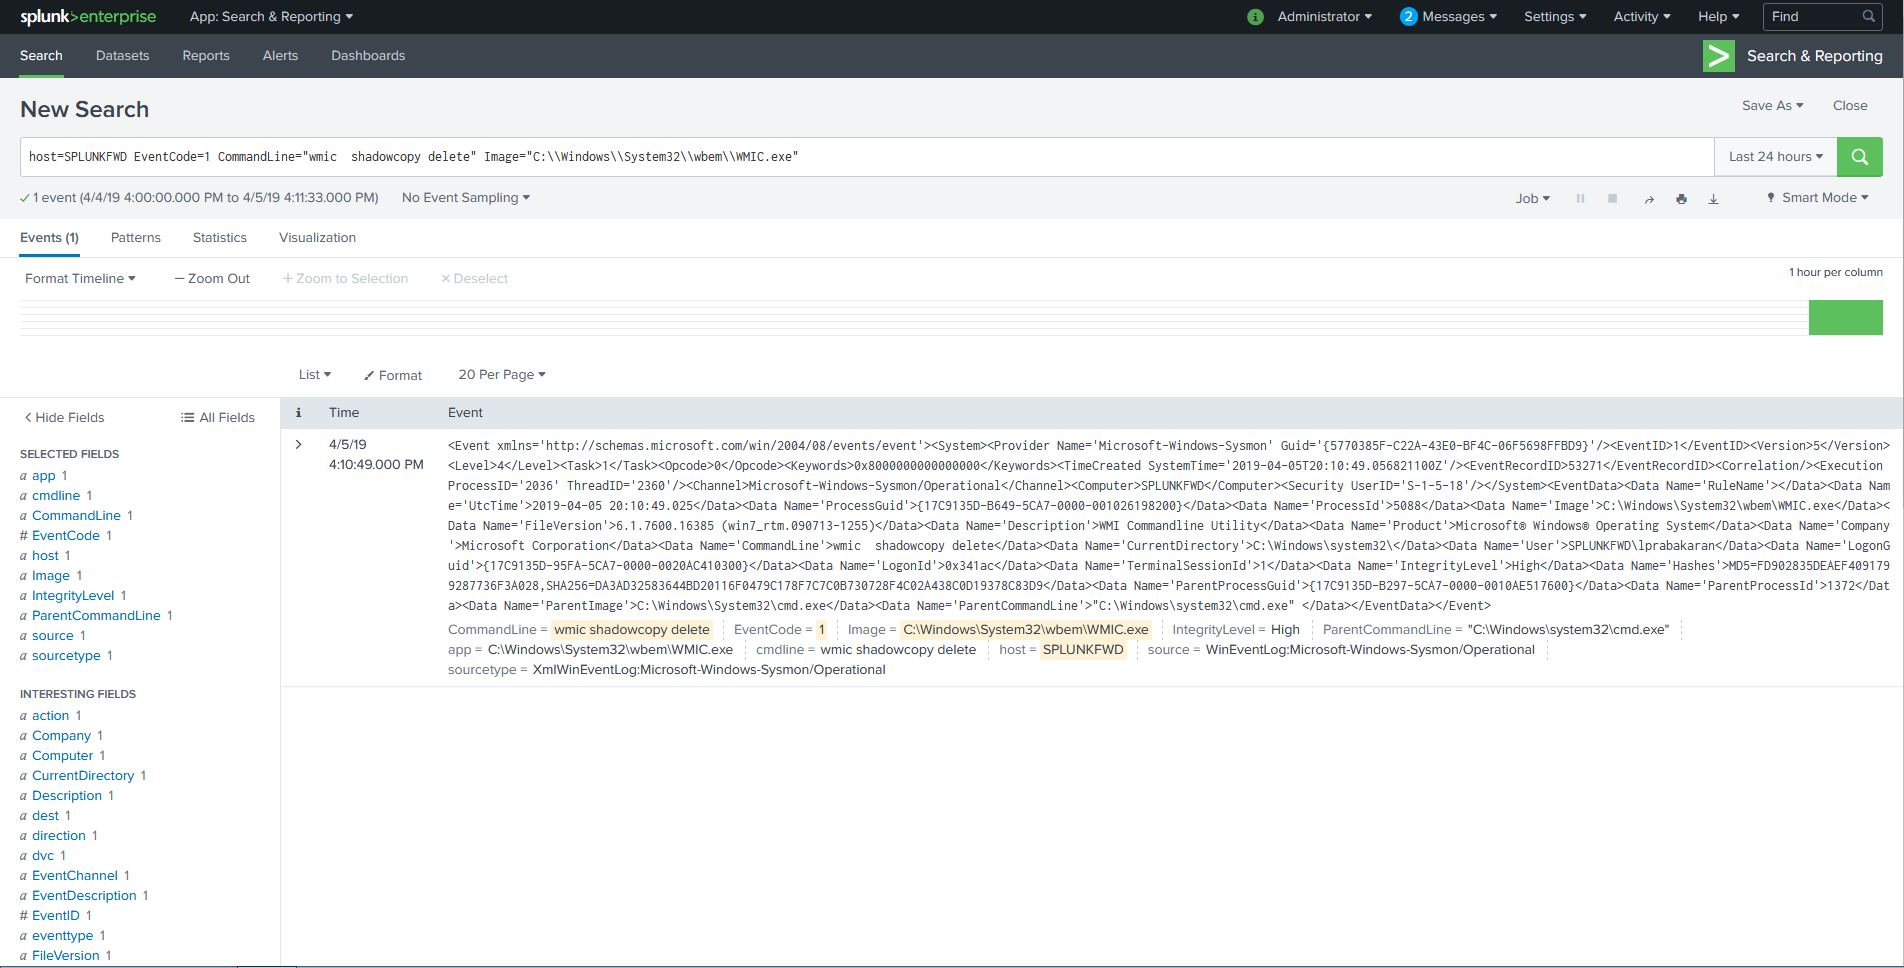 splunk>enterprise App: Search & Reporting i Administrator 2 Messages Settings Activity Help Find
Search Datasets Reports Alerts Dashboards Search & Reporting
New Search Save As Close
host=SPLUNKFWD EventCode=1 CommandLine="wmic  shadowcopy delete" Image="C:\\Windows\\System32\\wbem\\WMIC.exe" Last 24 hours
1 event (4/4/19 4:00:00.000 PM to 4/5/19 4:11:33.000 PM) No Event Sampling Job Smart Mode
Events (1) Patterns Statistics Visualization
Format Timeline — Zoom Out + Zoom to Selection × Deselect 1 hour per column
List Format 20 Per Page
< Hide Fields All Fields
i Time Event
SELECTED FIELDS
a app 1
a cmdline 1
a CommandLine 1
# EventCode 1
a host 1
a Image 1
a IntegrityLevel 1
a ParentCommandLine 1
a source 1
a sourcetype 1
INTERESTING FIELDS
a action 1
a Company 1
a Computer 1
a CurrentDirectory 1
a Description 1
a dest 1
a direction 1
a dvc 1
a EventChannel 1
a EventDescription 1
# EventID 1
a eventtype 1
a FileVersion 1
> 4/5/19
4:10:49.000 PM
<Event xmlns='http://schemas.microsoft.com/win/2004/08/events/event'><System><Provider Name='Microsoft-Windows-Sysmon' Guid='{5770385F-C22A-43E0-BF4C-06F5698FFBD9}'/><EventID>1</EventID><Version>5</Version>
<Level>4</Level><Task>1</Task><Opcode>0</Opcode><Keywords>0x8000000000000000</Keywords><TimeCreated SystemTime='2019-04-05T20:10:49.056821100Z'/><EventRecordID>53271</EventRecordID><Correlation/><Execution
ProcessID='2036' ThreadID='2360'/><Channel>Microsoft-Windows-Sysmon/Operational</Channel><Computer>SPLUNKFWD</Computer><Security UserID='S-1-5-18'/></System><EventData><Data Name='RuleName'></Data><Data Nam
e='UtcTime'>2019-04-05 20:10:49.025</Data><Data Name='ProcessGuid'>{17C9135D-B649-5CA7-0000-001026198200}</Data><Data Name='ProcessId'>5088</Data><Data Name='Image'>C:\Windows\System32\wbem\WMIC.exe</Data><
Data Name='FileVersion'>6.1.7600.16385 (win7_rtm.090713-1255)</Data><Data Name='Description'>WMI Commandline Utility</Data><Data Name='Product'>Microsoft® Windows® Operating System</Data><Data Name='Company
'>Microsoft Corporation</Data><Data Name='CommandLine'>wmic  shadowcopy delete</Data><Data Name='CurrentDirectory'>C:\Windows\system32\</Data><Data Name='User'>SPLUNKFWD\lprabakaran</Data><Data Name='LogonG
uid'>{17C9135D-95FA-5CA7-0000-0020AC410300}</Data><Data Name='LogonId'>0x341ac</Data><Data Name='TerminalSessionId'>1</Data><Data Name='IntegrityLevel'>High</Data><Data Name='Hashes'>MD5=FD902835DEAEF409179
9287736F3A028,SHA256=DA3AD32583644BD20116F0479C178F7C7C0B730728F4C02A438C0D19378C83D9</Data><Data Name='ParentProcessGuid'>{17C9135D-B297-5CA7-0000-0010AE517600}</Data><Data Name='ParentProcessId'>1372</Dat
a><Data Name='ParentImage'>C:\Windows\System32\cmd.exe</Data><Data Name='ParentCommandLine'>"C:\Windows\system32\cmd.exe" </Data></EventData></Event>
CommandLine = wmic shadowcopy delete EventCode = 1 Image = C:\Windows\System32\wbem\WMIC.exe IntegrityLevel = High ParentCommandLine = "C:\Windows\system32\cmd.exe"
app = C:\Windows\System32\wbem\WMIC.exe cmdline = wmic shadowcopy delete host = SPLUNKFWD source = WinEventLog:Microsoft-Windows-Sysmon/Operational
sourcetype = XmlWinEventLog:Microsoft-Windows-Sysmon/Operational